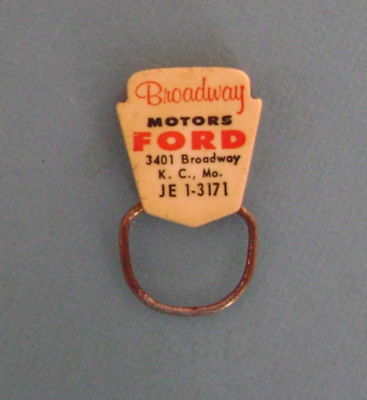 Broadway
MOTORS
FORD
3401 Broadway
K. C., Mo.
JE 1-3171